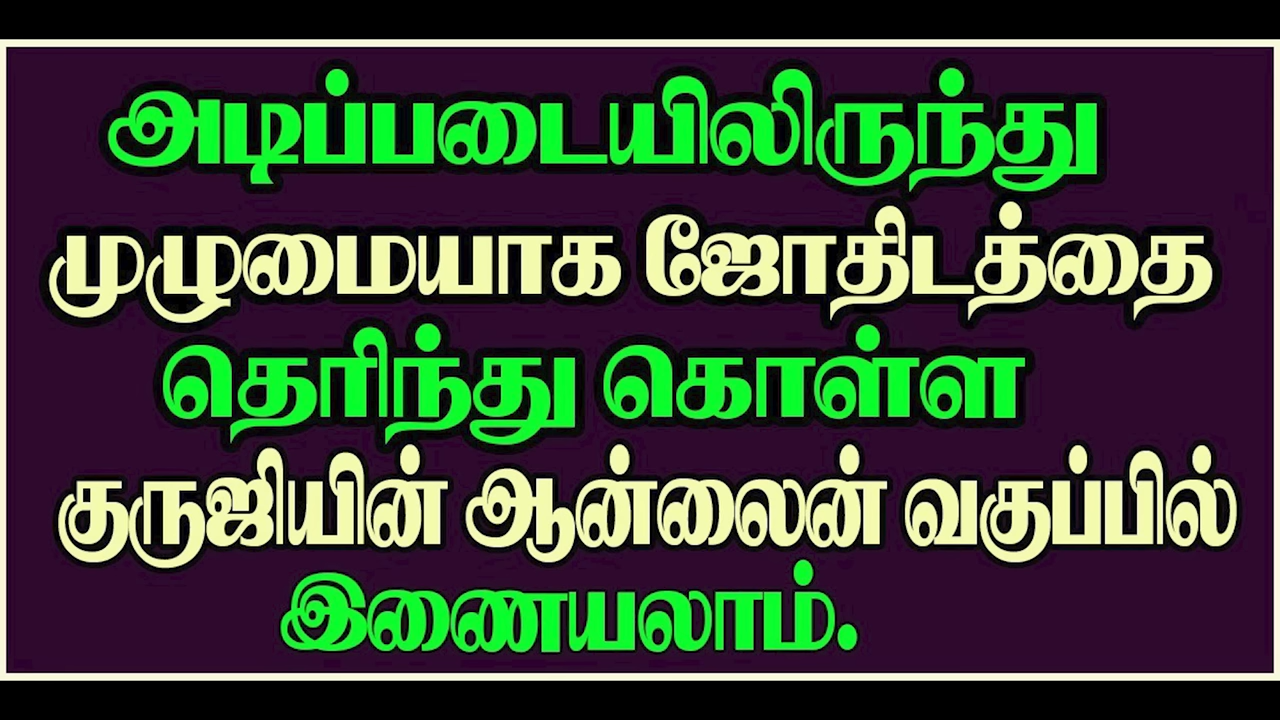 அடிப்படையிலிருந்து
முழுமையாக ஜோதிடத்தை
தெரிந்து கொள்ள
குருஜியின் ஆன்லைன் வகுப்பில்
இணையலாம்.